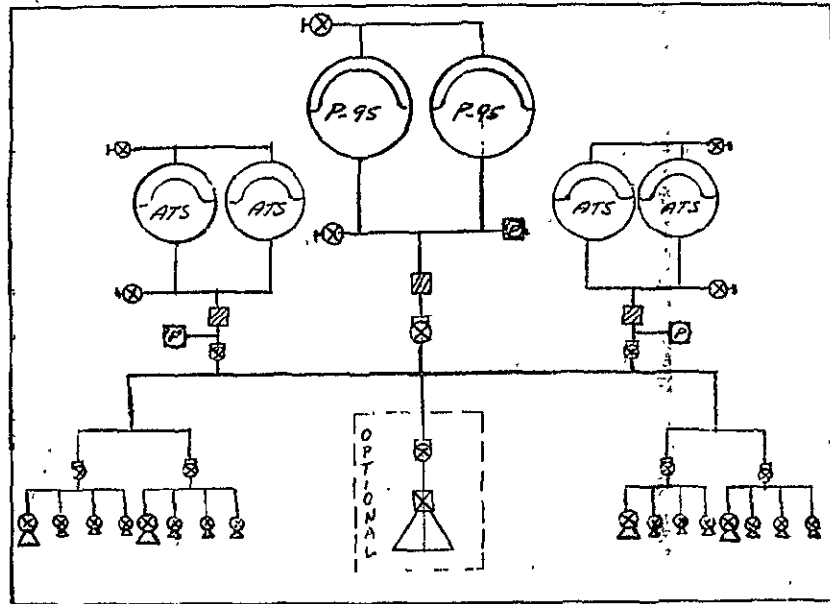 P-95 P-95
ATS ATS ATS ATS
P
P P
OPTIONAL